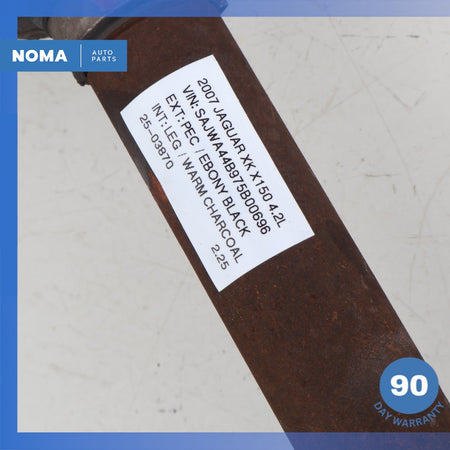 NOMA AUTO PARTS
2007 JAGUAR XK X150 4.2L
VIN: SAJWA44B975B00696
EXT: PEC / EBONY BLACK
INT: LEG / WARM CHARCOAL
25-03870 2.25
90
DAY WARRANTY